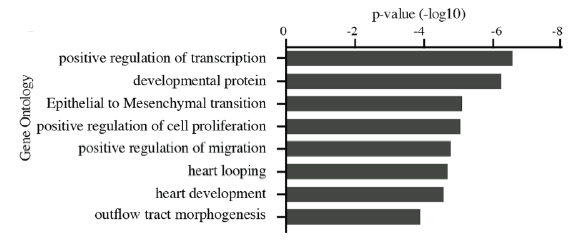 p-value (-log10)
0 -2 -4 -6 -8
Gene Ontology
positive regulation of transcription
developmental protein
Epithelial to Mesenchymal transition
positive regulation of cell proliferation
positive regulation of migration
heart looping
heart development
outflow tract morphogenesis